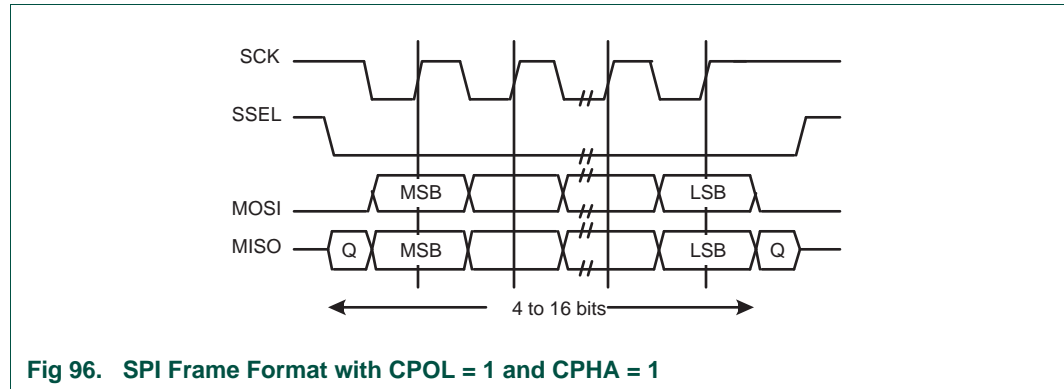 SCK
SSEL
MOSI MSB LSB
MISO Q MSB LSB Q
4 to 16 bits
Fig 96. SPI Frame Format with CPOL = 1 and CPHA = 1